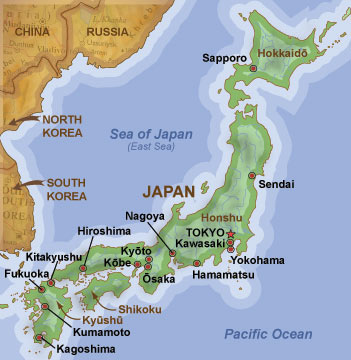 CHINA
RUSSIA
Hokkaidō
Sapporo
NORTH
KOREA
Sea of Japan
(East Sea)
SOUTH
KOREA
JAPAN
Sendai
Nagoya
Honshu
TOKYO
Kawasaki
Hiroshima
Kyōto
Kitakyushu
Kōbe
Yokohama
Fukuoka
Ōsaka
Hamamatsu
Shikoku
Kyūshū
Kumamoto
Pacific Ocean
Kagoshima